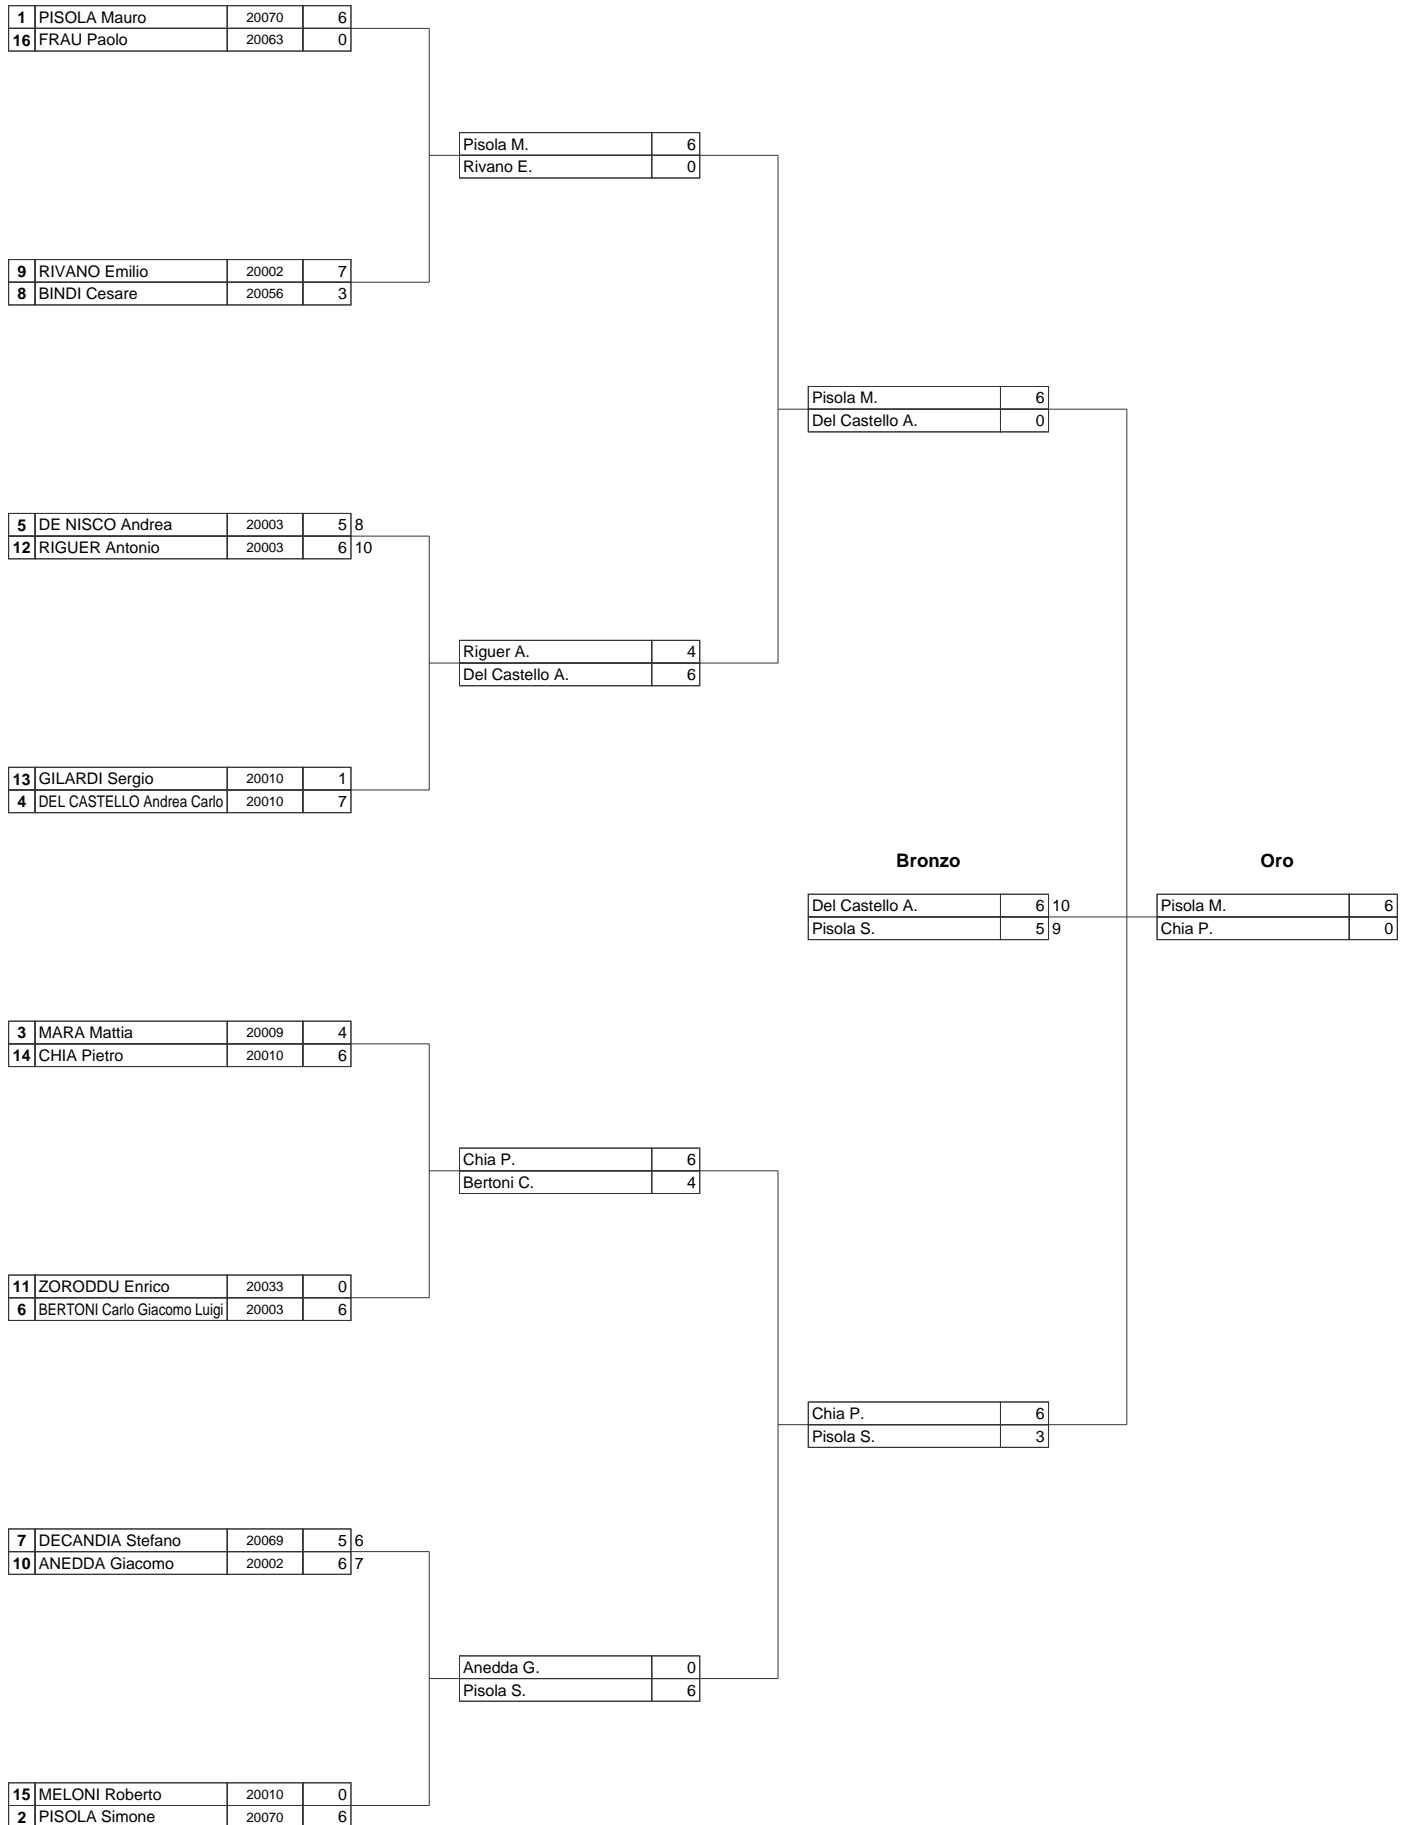 1 PISOLA Mauro 20070 6
16 FRAU Paolo 20063 0
Pisola M. 6
Rivano E. 0
9 RIVANO Emilio 20002 7
8 BINDI Cesare 20056 3
Pisola M. 6
Del Castello A. 0
5 DE NISCO Andrea 20003 5 8
12 RIGUER Antonio 20003 6 10
Riguer A. 4
Del Castello A. 6
13 GILARDI Sergio 20010 1
4 DEL CASTELLO Andrea Carlo 20010 7
Bronzo Oro
Del Castello A. 6 10 Pisola M. 6
Pisola S. 5 9 Chia P. 0
3 MARA Mattia 20009 4
14 CHIA Pietro 20010 6
Chia P. 6
Bertoni C. 4
11 ZORODDU Enrico 20033 0
6 BERTONI Carlo Giacomo Luigi 20003 6
Chia P. 6
Pisola S. 3
7 DECANDIA Stefano 20069 5 6
10 ANEDDA Giacomo 20002 6 7
Anedda G. 0
Pisola S. 6
15 MELONI Roberto 20010 0
2 PISOLA Simone 20070 6